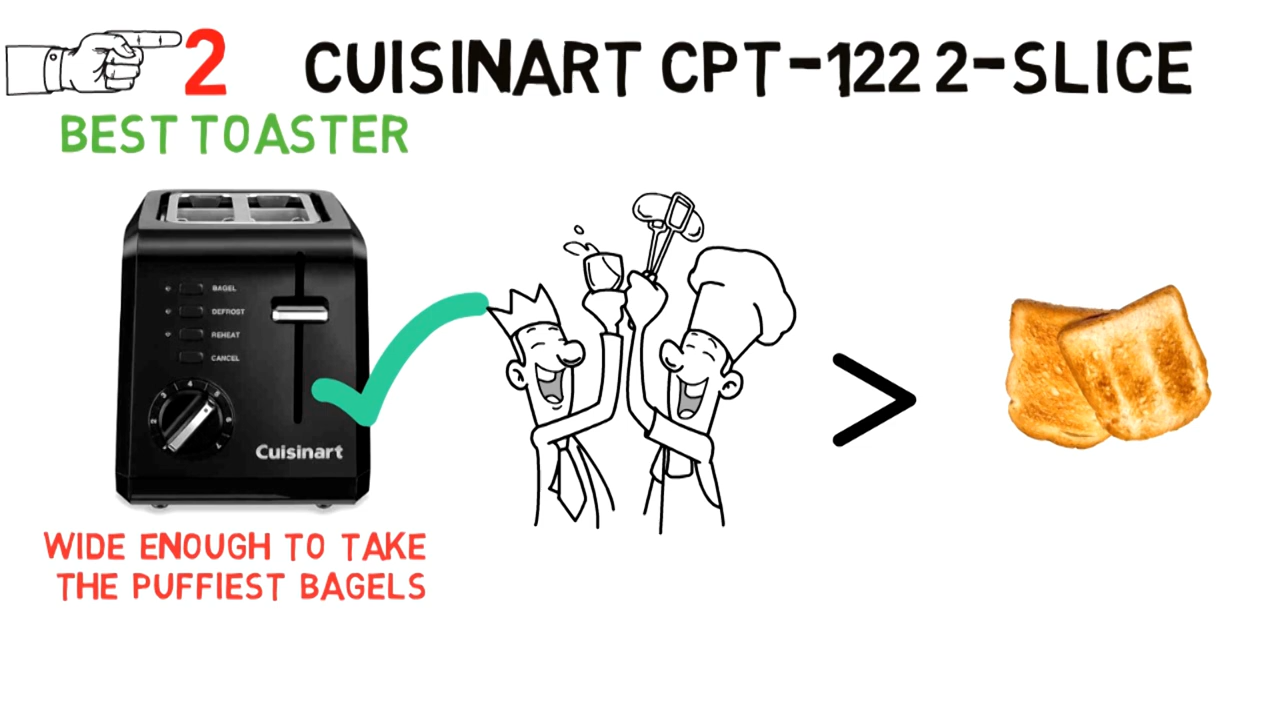 2 CUISINART CPT-122 2-SLICE
BEST TOASTER
BAGEL
DEFROST
REHEAT
CANCEL
Cuisinart
WIDE ENOUGH TO TAKE
THE PUFFIEST BAGELS